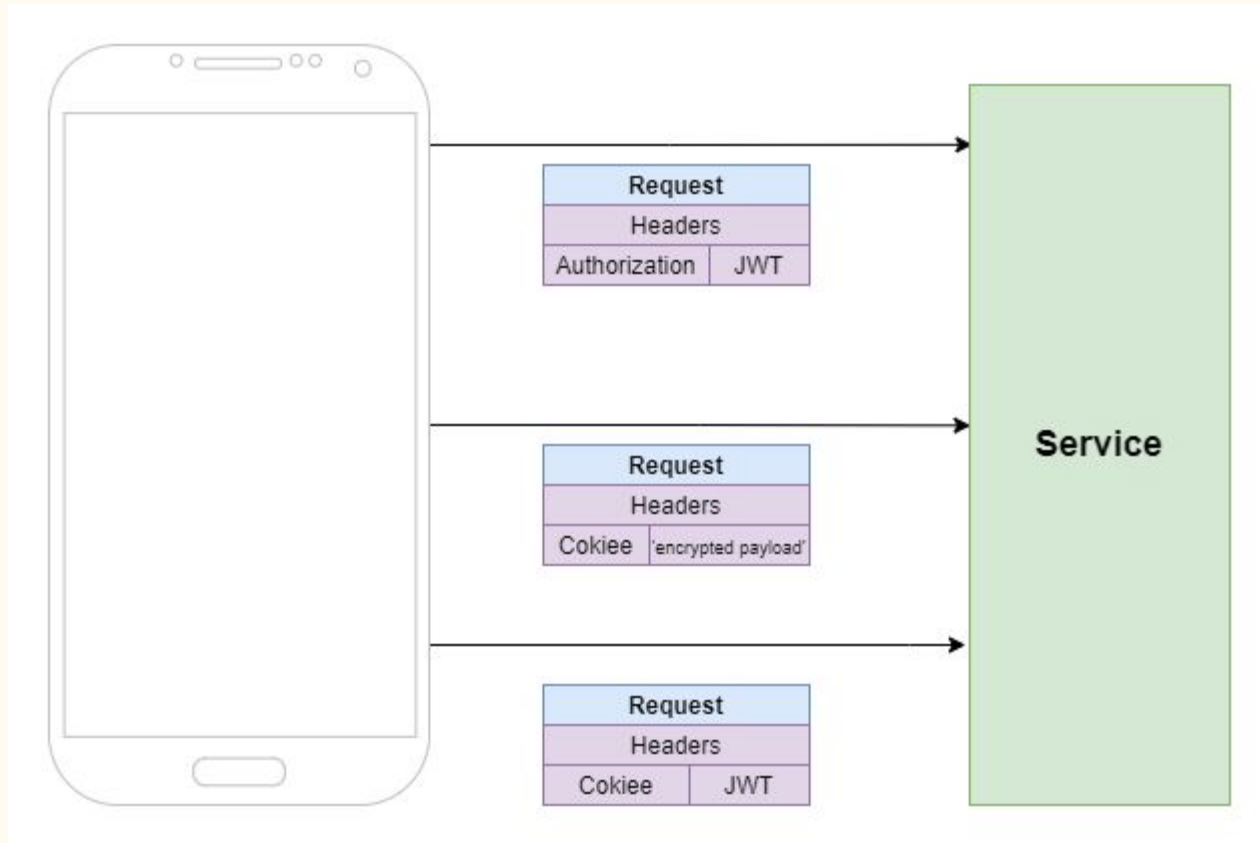 Request
Headers
Authorization JWT
Service
Request
Headers
Cokiee 'encrypted payload'
Request
Headers
Cokiee JWT